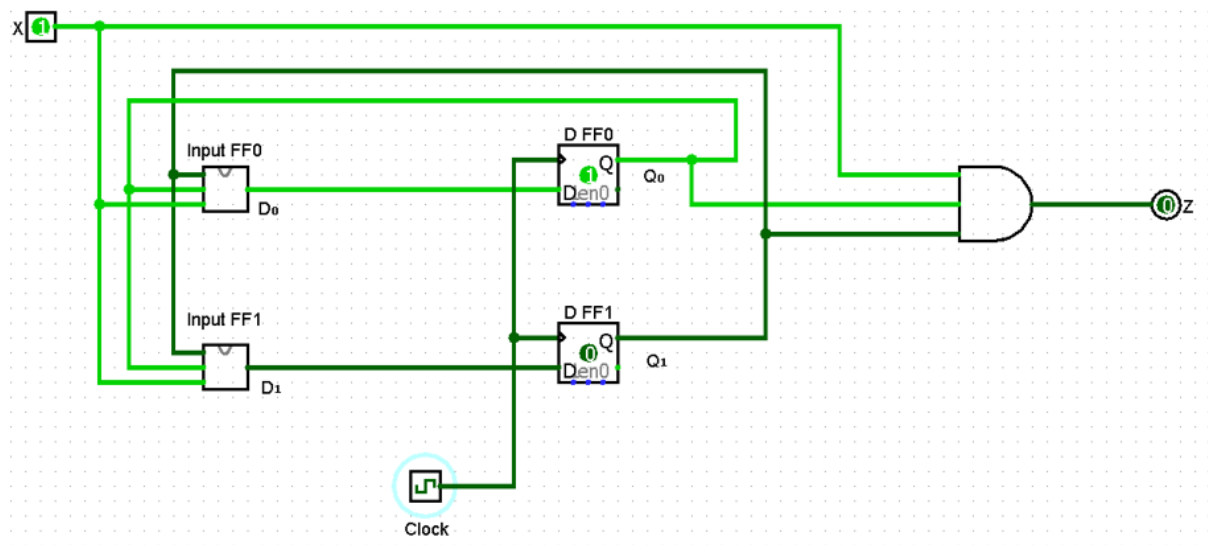 X 1
D FF0
Input FF0
Q
1
Q₀
D en0
D₀
0 Z
D FF1
Input FF1
Q
0
Q₁
D en0
D₁
Clock